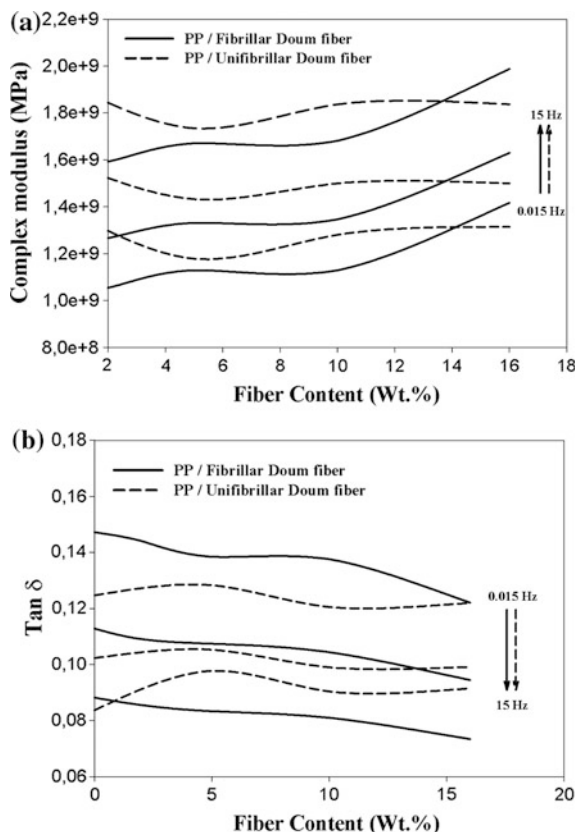 (a)
2,2e+9
PP / Fibrillar Doum fiber
PP / Unifibrillar Doum fiber
2,0e+9
1,8e+9
1,6e+9
1,4e+9
1,2e+9
1,0e+9
8,0e+8
Complex modulus (MPa)
15 Hz
0.015 Hz
2 4 6 8 10 12 14 16 18
Fiber Content (Wt.%)
(b)
0,18
PP / Fibrillar Doum fiber
PP / Unifibrillar Doum fiber
0,16
0,14
0,12
0,10
0,08
0,06
Tan δ
0.015 Hz
15 Hz
0 5 10 15 20
Fiber Content (Wt.%)